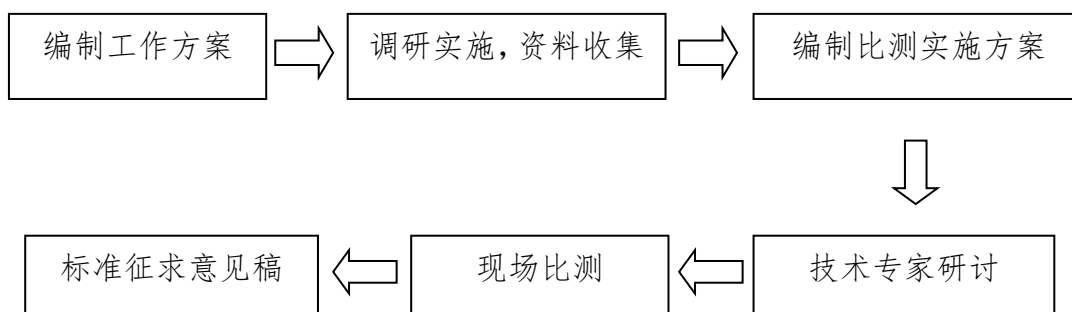 编制工作方案
调研实施，资料收集
编制比测实施方案
技术专家研讨
现场比测
标准征求意见稿